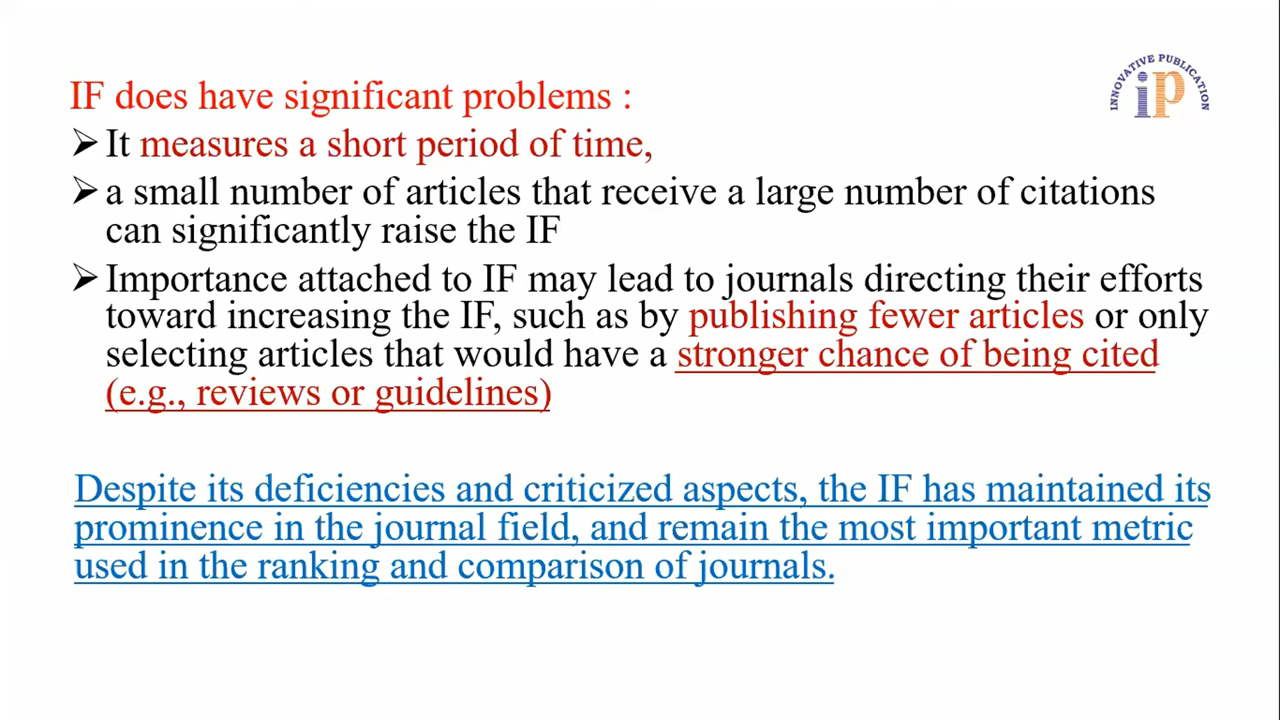 IF does have significant problems :
INNOVATIVE PUBLICATION
ip
➤ It measures a short period of time,
➤ a small number of articles that receive a large number of citations
can significantly raise the IF
➤ Importance attached to IF may lead to journals directing their efforts
toward increasing the IF, such as by publishing fewer articles or only
selecting articles that would have a stronger chance of being cited
(e.g., reviews or guidelines)
Despite its deficiencies and criticized aspects, the IF has maintained its
prominence in the journal field, and remain the most important metric
used in the ranking and comparison of journals.